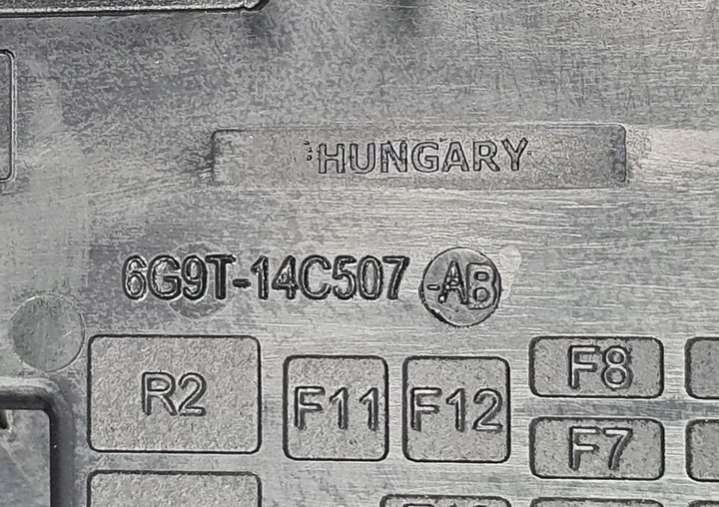 HUNGARY
6G9T-14C507-AB
F8
R2 F11 F12
F7